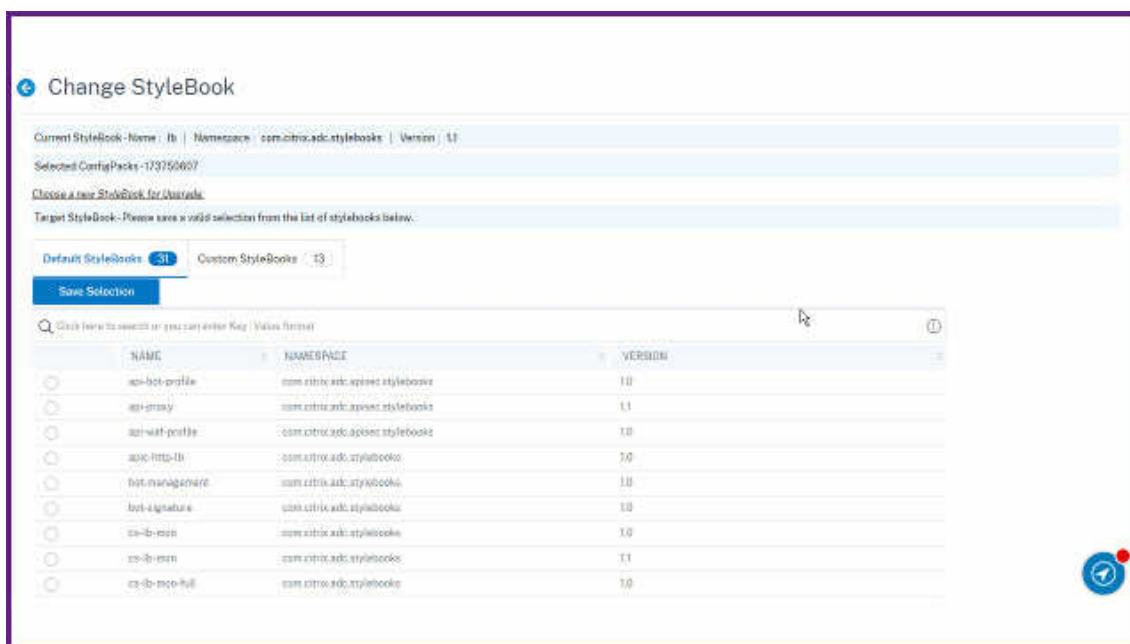 Change StyleBook
Current StyleBook - Name : lb | Namespace : com.citrix.adc.stylebooks | Version : 1.1
Selected ConfigPacks - 173750607
Choose a new StyleBook for Upgrade
Target StyleBook - Please save a valid selection from the list of stylebooks below.
Default StyleBooks 31 Custom StyleBooks 13
Save Selection
Click here to search or you can enter Key : Value format
NAME NAMESPACE VERSION
api-bot-profile com.citrix.adc.apisec.stylebooks 1.0
api-proxy com.citrix.adc.apisec.stylebooks 1.1
api-waf-profile com.citrix.adc.apisec.stylebooks 1.0
apic-http-lb com.citrix.adc.stylebooks 1.0
bot-management com.citrix.adc.stylebooks 1.0
bot-signature com.citrix.adc.stylebooks 1.0
cs-lb-mon com.citrix.adc.stylebooks 1.0
cs-lb-mon com.citrix.adc.stylebooks 1.1
cs-lb-mon-full com.citrix.adc.stylebooks 1.0